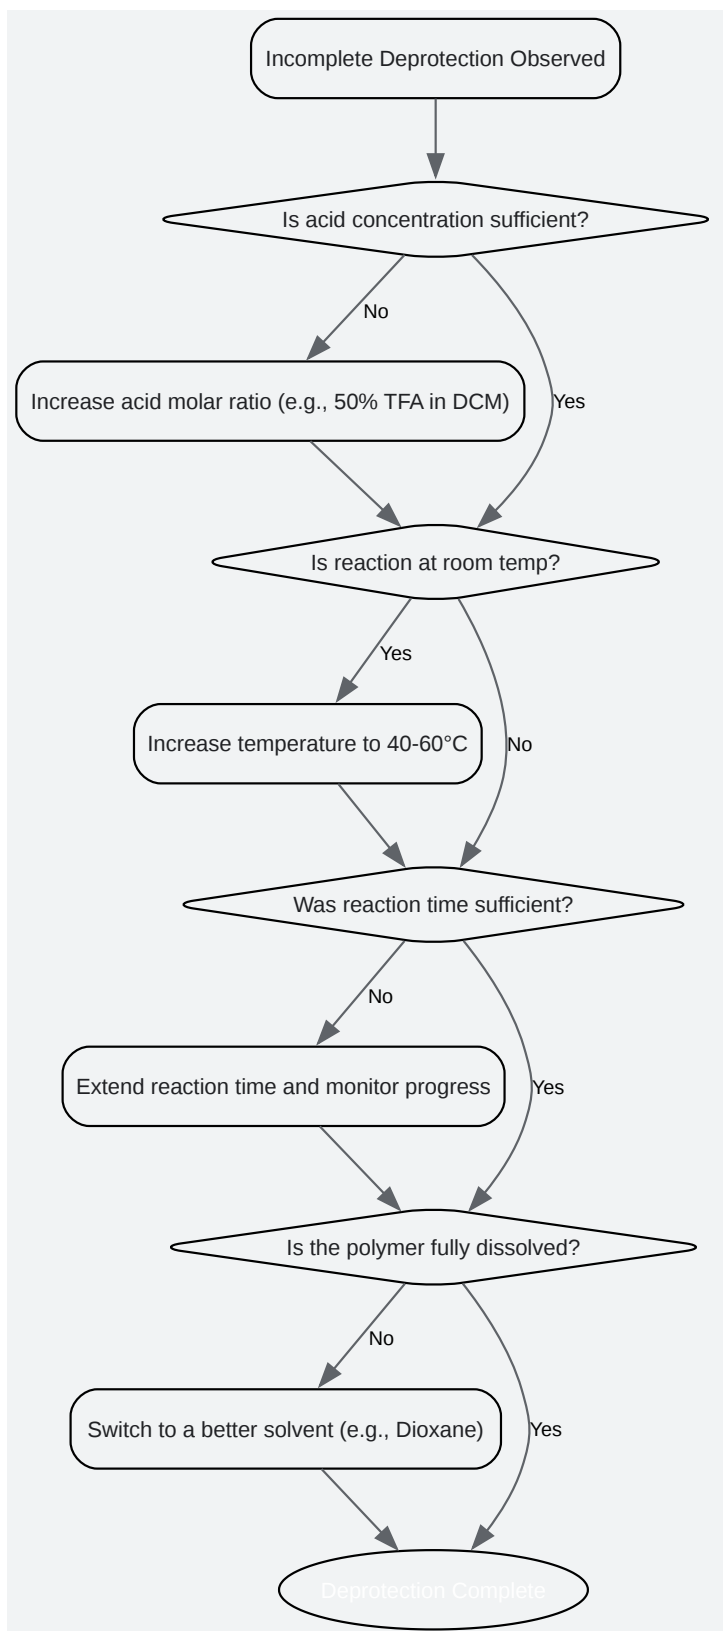 Incomplete Deprotection Observed
Is acid concentration sufficient?
No
Increase acid molar ratio (e.g., 50% TFA in DCM)
Yes
Is reaction at room temp?
Yes
Increase temperature to 40-60°C
No
Was reaction time sufficient?
No
Extend reaction time and monitor progress
Yes
Is the polymer fully dissolved?
No
Switch to a better solvent (e.g., Dioxane)
Yes
Deprotection Complete